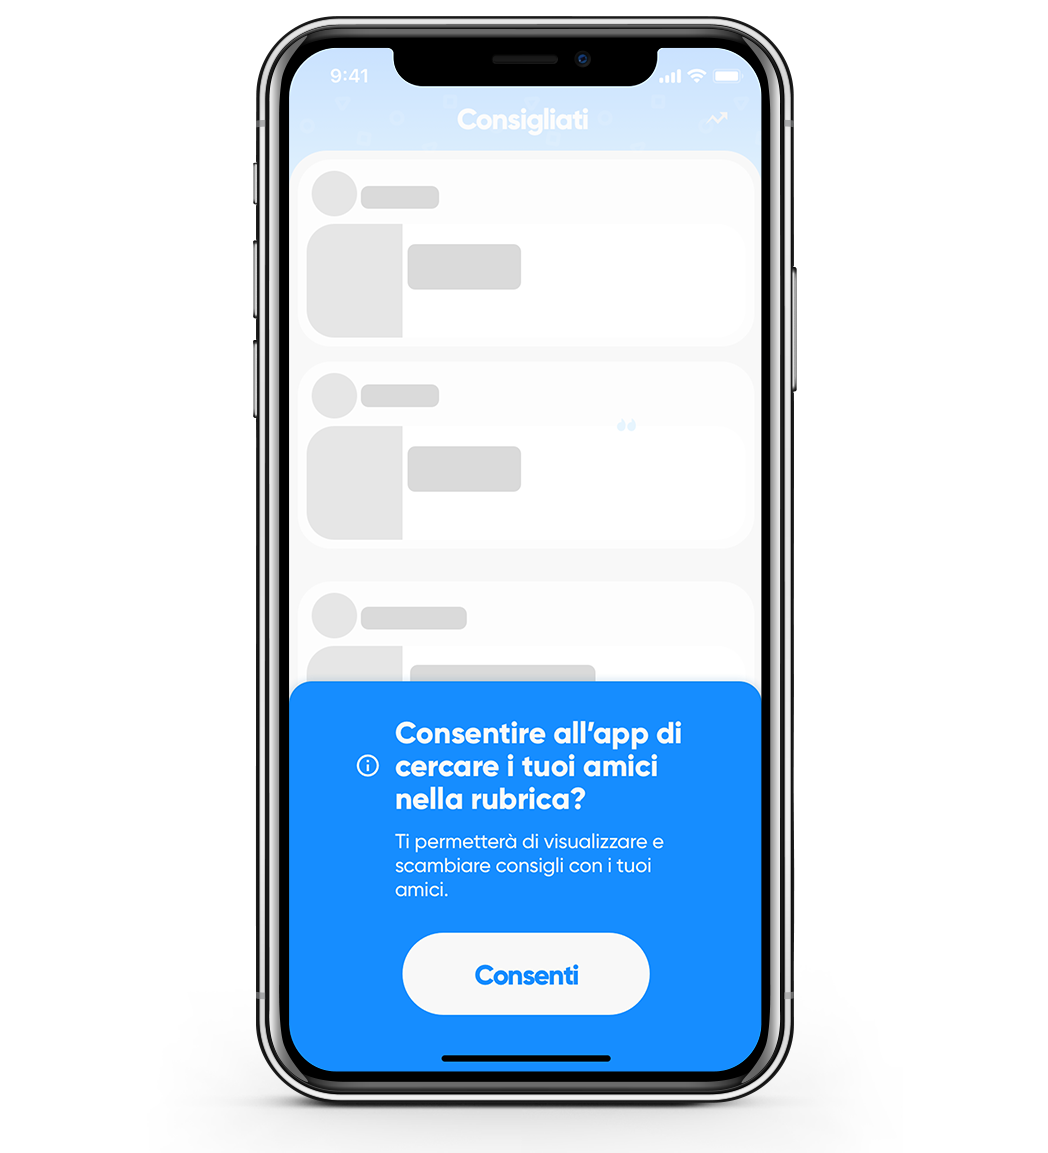 9:41
Consigliati
Consentire all’app di
cercare i tuoi amici
nella rubrica?
Ti permetterà di visualizzare e
scambiare consigli con i tuoi
amici.
Consenti